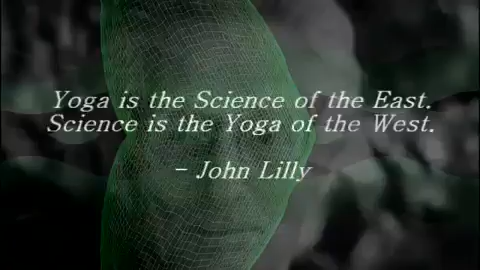 Yoga is the Science of the East.
Science is the Yoga of the West.
- John Lilly